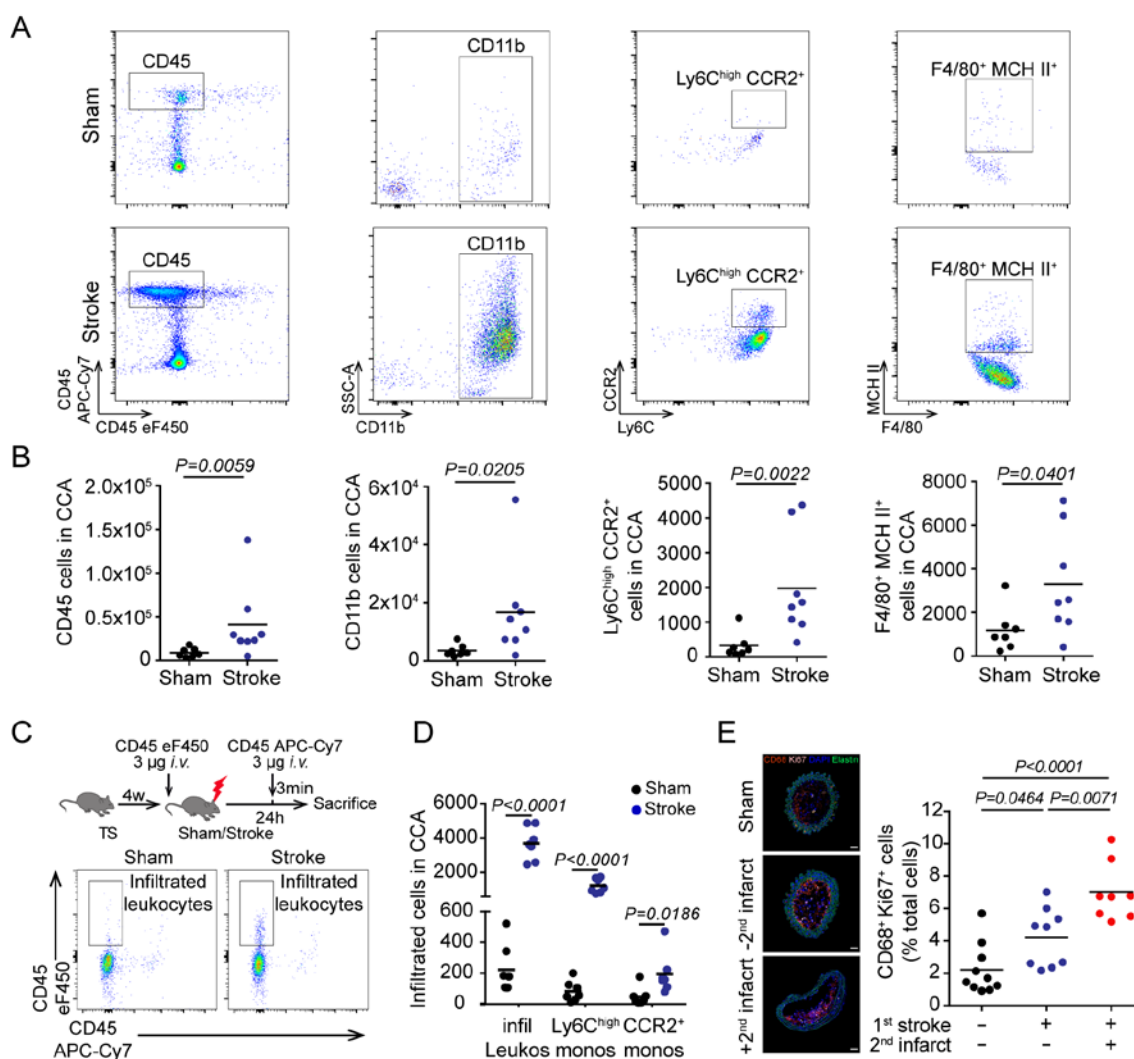 A
Sham
CD45
CD11b
Ly6Chigh CCR2+
F4/80+ MCH II+
Stroke
CD45
CD11b
Ly6Chigh CCR2+
F4/80+ MCH II+
CD45
APC-Cy7
CD45 eF450
SSC-A
CD11b
CCR2
Ly6C
MCH II
F4/80
B
P=0.0059
CD45 cells in CCA
2.0x10⁵
1.5x10⁵
1.0x10⁵
0.5x10⁵
0
Sham Stroke
P=0.0205
CD11b cells in CCA
6x10⁴
4x10⁴
2x10⁴
0
Sham Stroke
P=0.0022
Ly6Chigh CCR2+
cells in CCA
5000
4000
3000
2000
1000
0
Sham Stroke
P=0.0401
F4/80+ MCH II+
cells in CCA
8000
6000
4000
2000
0
Sham Stroke
C
CD45 eF450
3 µg i.v.
CD45 APC-Cy7
3 µg i.v.
4w
3min
24h
Sacrifice
TS
Sham/Stroke
Sham
Stroke
Infiltrated
leukocytes
Infiltrated
leukocytes
CD45
eF450
CD45
APC-Cy7
D
Sham
Stroke
Infiltrated cells in CCA
6000
4000
2000
600
400
200
0
P<0.0001
P<0.0001
P=0.0186
infil Ly6Chigh CCR2+
Leukos monos monos
E
CD68 Ki67 DAPI Elastin
Sham
-2nd infarct
+2nd infarct
CD68+Ki67+ cells
(% total cells)
12
10
8
6
4
2
0
P<0.0001
P=0.0464
P=0.0071
1st stroke – + +
2nd infarct – – +